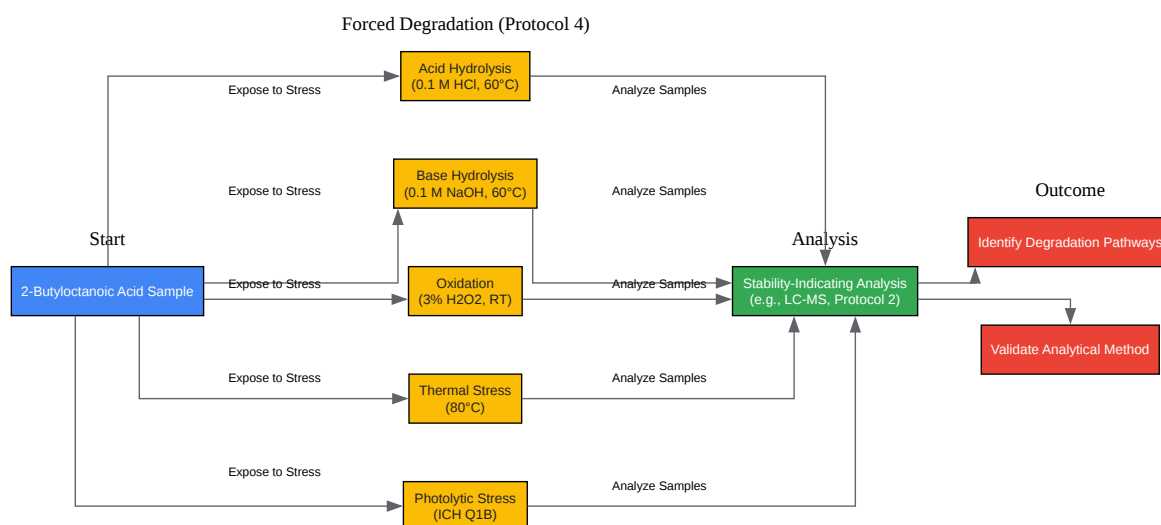 Forced Degradation (Protocol 4)
Acid Hydrolysis
(0.1 M HCl, 60°C)
Expose to Stress
Analyze Samples
Base Hydrolysis
(0.1 M NaOH, 60°C)
Expose to Stress
Analyze Samples
Outcome
Start
Analysis
Identify Degradation Pathways
2-Butyloctanoic Acid Sample
Expose to Stress
Oxidation
(3% H2O2, RT)
Analyze Samples
Stability-Indicating Analysis
(e.g., LC-MS, Protocol 2)
Validate Analytical Method
Expose to Stress
Thermal Stress
(80°C)
Analyze Samples
Expose to Stress
Photolytic Stress
(ICH Q1B)
Analyze Samples